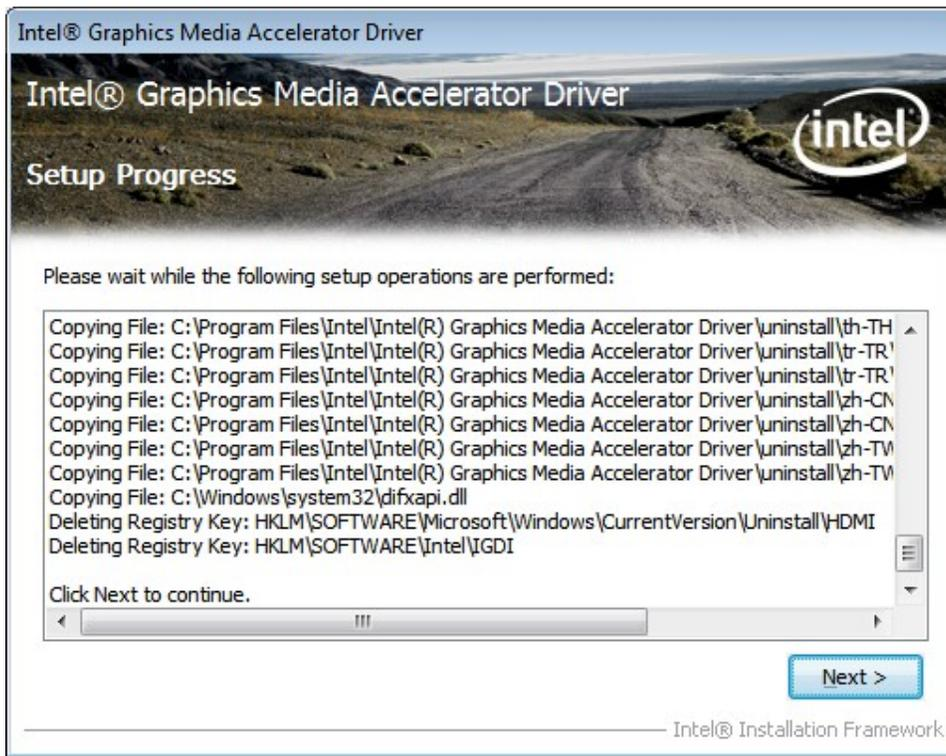 Intel® Graphics Media Accelerator Driver
Intel® Graphics Media Accelerator Driver
intel
Setup Progress
Please wait while the following setup operations are performed:
Copying File: C:\Program Files\Intel\Intel(R) Graphics Media Accelerator Driver\uninstall\th-TH
Copying File: C:\Program Files\Intel\Intel(R) Graphics Media Accelerator Driver\uninstall\tr-TR\
Copying File: C:\Program Files\Intel\Intel(R) Graphics Media Accelerator Driver\uninstall\tr-TR\
Copying File: C:\Program Files\Intel\Intel(R) Graphics Media Accelerator Driver\uninstall\zh-CN
Copying File: C:\Program Files\Intel\Intel(R) Graphics Media Accelerator Driver\uninstall\zh-CN
Copying File: C:\Program Files\Intel\Intel(R) Graphics Media Accelerator Driver\uninstall\zh-TW
Copying File: C:\Program Files\Intel\Intel(R) Graphics Media Accelerator Driver\uninstall\zh-TW
Copying File: C:\Windows\system32\difxapi.dll
Deleting Registry Key: HKLM\SOFTWARE\Microsoft\Windows\CurrentVersion\Uninstall\HDMI
Deleting Registry Key: HKLM\SOFTWARE\Intel\IGDI
Click Next to continue.
Next >
Intel® Installation Framework